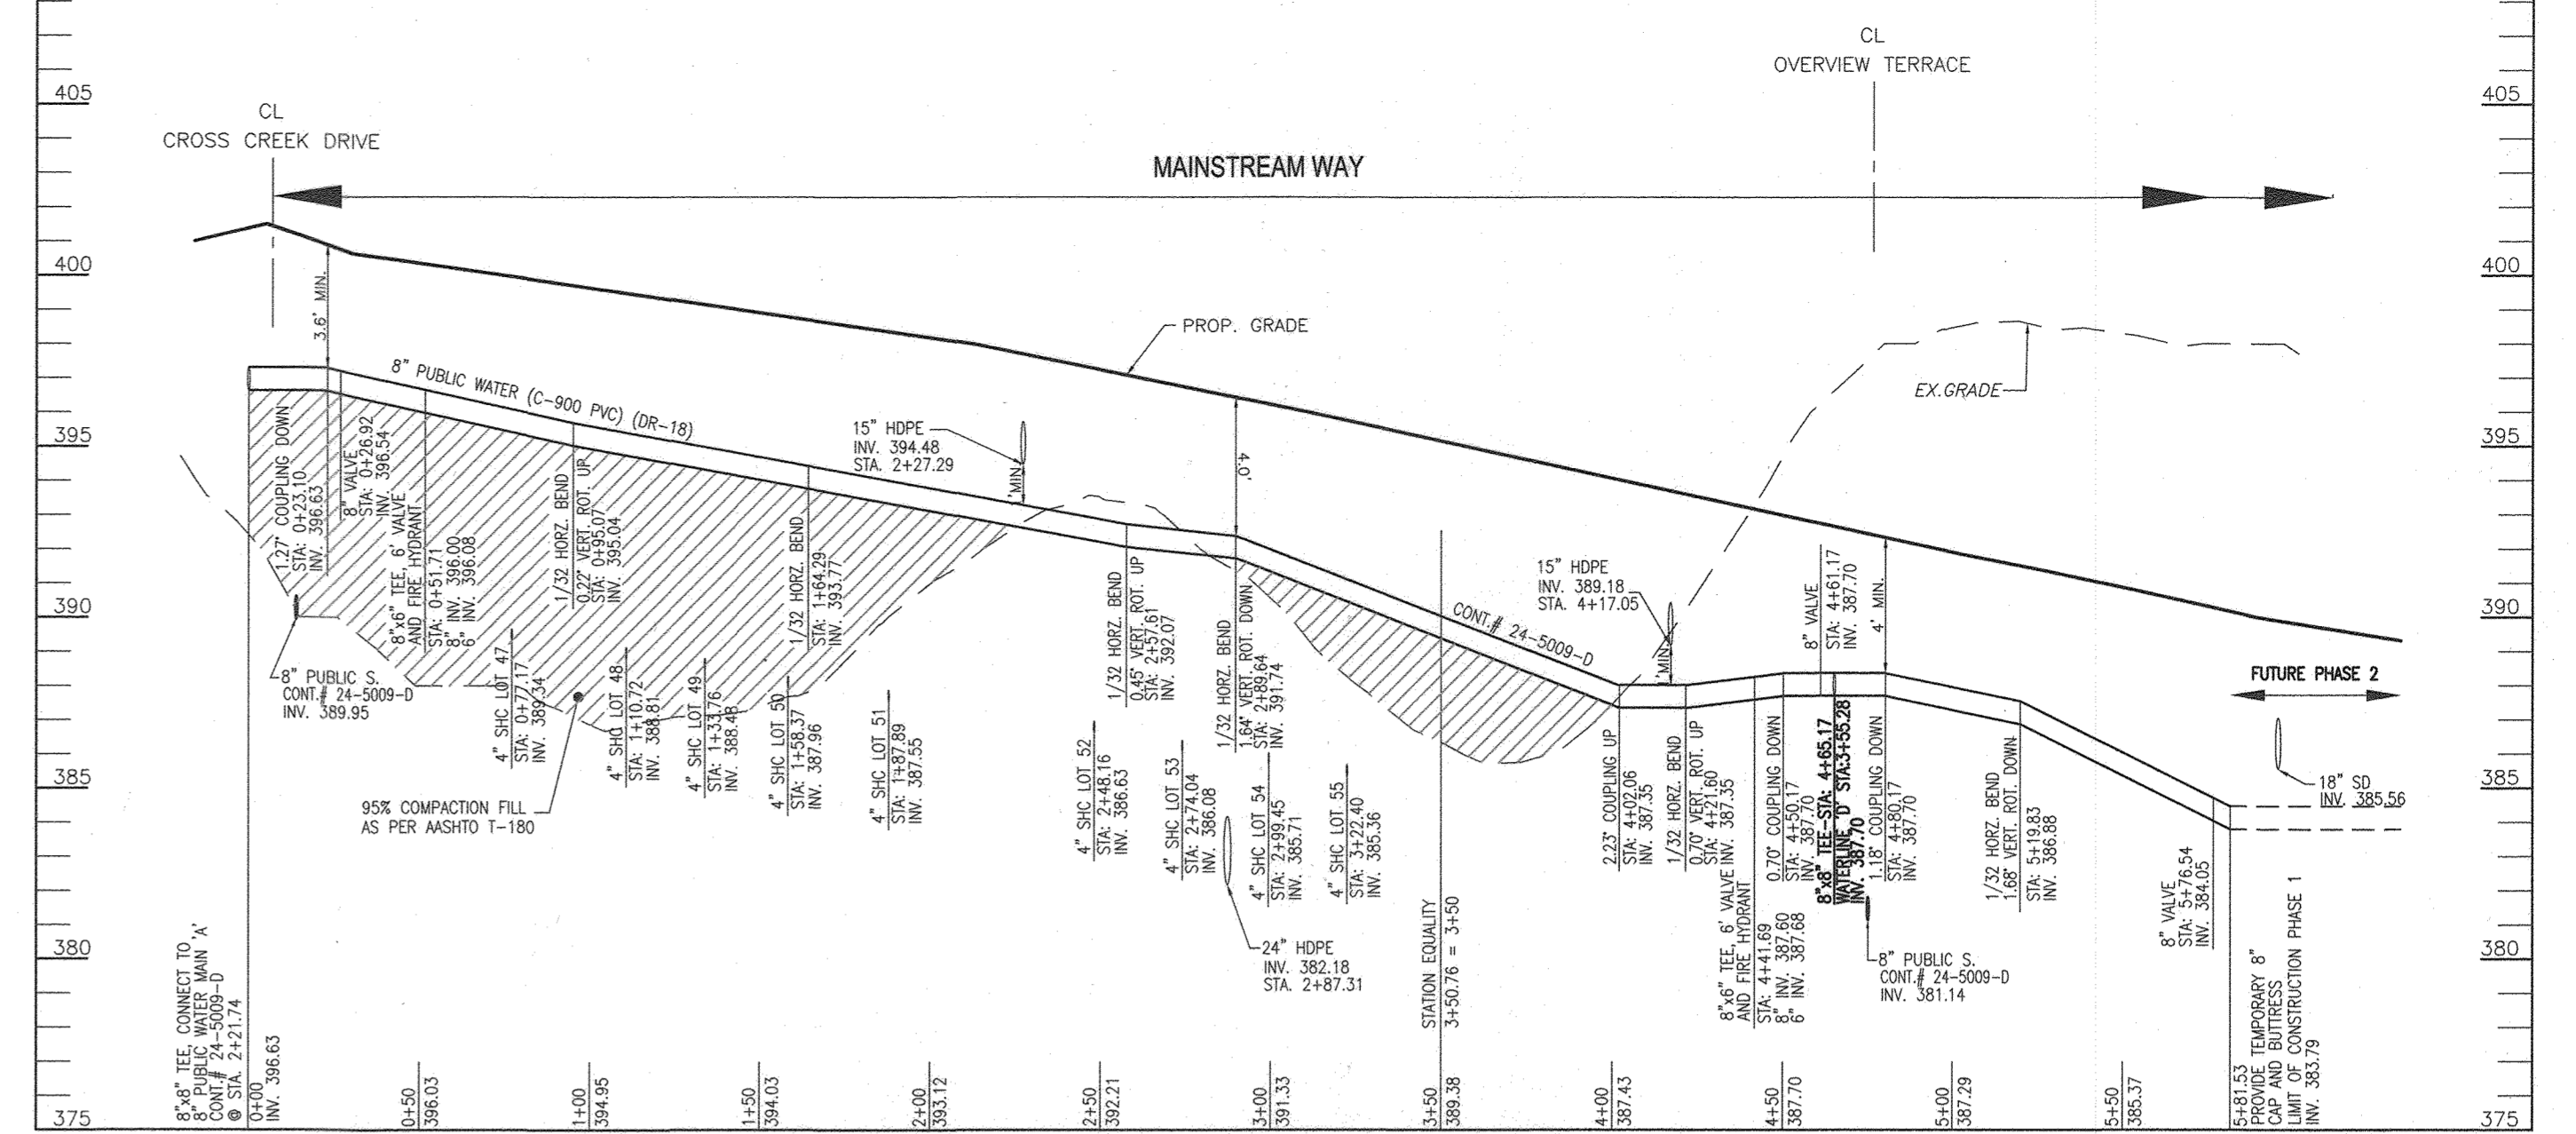 CL
OVERVIEW TERRACE
405
405
CL
CROSS CREEK DRIVE
MAINSTREAM WAY
400
400
3.6' MIN.
PROP. GRADE
EX.GRADE
8" PUBLIC WATER (C-900 PVC) (DR-18)
395
395
15" HDPE
INV. 394.48
STA. 2+27.29
'MIN
4.0'
1.27° COUPLING DOWN
STA: 0+23.10
INV. 396.63
8" VALVE
STA: 0+26.92
INV. 396.54
8"x6" TEE, 6' VALVE
AND FIRE HYDRANT
STA: 0+51.71
8" INV. 396.00
6" INV. 396.08
1/32 HORZ. BEND
0.22° VERT. ROT. UP
STA: 0+95.07
INV. 395.04
1/32 HORZ. BEND
STA: 1+64.29
INV. 393.77
390
390
8" PUBLIC S.
CONT.# 24-5009-D
INV. 389.95
4" SHC LOT 47
STA: 0+77.17
INV. 389.34
4" SHC LOT 48
STA: 1+10.72
INV. 388.81
4" SHC LOT 49
STA: 1+33.76
INV. 388.48
4" SHC LOT 50
STA: 1+58.37
INV. 387.96
4" SHC LOT 51
STA: 1+87.89
INV. 387.55
4" SHC LOT 52
STA: 2+48.16
INV. 386.63
1/32 HORZ. BEND
0.45° VERT. ROT. UP
STA: 2+57.61
INV. 392.07
4" SHC LOT 53
STA: 2+74.04
INV. 386.08
1/32 HORZ. BEND
1.64° VERT. ROT. DOWN
STA: 2+89.64
INV. 391.74
4" SHC LOT 54
STA: 2+99.45
INV. 385.71
4" SHC LOT 55
STA: 3+22.40
INV. 385.36
CONT.# 24-5009-D
15" HDPE
INV. 389.18
STA. 4+17.05
'MIN
8" VALVE
STA: 4+61.17
INV. 387.70
4' MIN.
FUTURE PHASE 2
385
385
95% COMPACTION FILL
AS PER AASHTO T-180
24" HDPE
INV. 382.18
STA. 2+87.31
STATION EQUALITY
3+50.76 = 3+50
2.23° COUPLING UP
STA: 4+02.06
INV. 387.35
1/32 HORZ. BEND
0.70° VERT. ROT. UP
STA: 4+21.60
INV. 387.35
8"x6" TEE, 6' VALVE
AND FIRE HYDRANT
STA: 4+41.69
8" INV. 387.60
6" INV. 387.68
0.70° COUPLING DOWN
STA: 4+50.17
INV. 387.70
8"x8" TEE-STA: 4+65.17
WATERLINE 'D' STA:3+55.28
INV. 387.70
1.18° COUPLING DOWN
STA: 4+80.17
INV. 387.70
1/32 HORZ. BEND
1.68° VERT. ROT. DOWN
STA: 5+19.83
INV. 386.88
18" SD
INV. 385.56
8" VALVE
STA: 5+76.54
INV. 384.05
8" PUBLIC S.
CONT.# 24-5009-D
INV. 381.14
380
380
8"x8" TEE, CONNECT TO
8" PUBLIC WATER MAIN 'A'
CONT.# 24-5009-D
@ STA. 2+21.74
0+00
INV. 396.63
0+50
396.03
1+00
394.95
1+50
394.03
2+00
393.12
2+50
392.21
3+00
391.33
3+50
389.38
4+00
387.43
4+50
387.70
5+00
387.29
5+50
385.37
5+81.53
PROVIDE TEMPORARY 8"
CAP AND BUTTRESS
LIMIT OF CONSTRUCTION PHASE 1
INV. 383.79
375
375